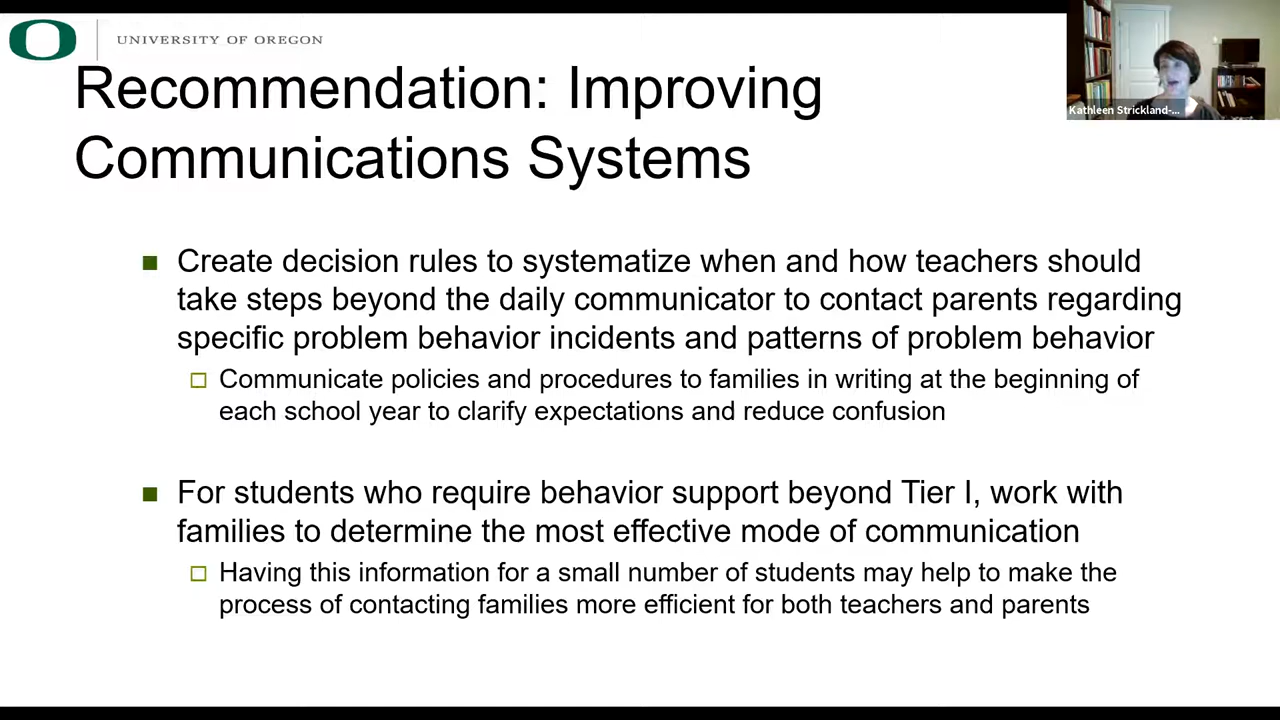 UNIVERSITY OF OREGON
Recommendation: Improving
Communications Systems
Kathleen Strickland-...
Create decision rules to systematize when and how teachers should
take steps beyond the daily communicator to contact parents regarding
specific problem behavior incidents and patterns of problem behavior
Communicate policies and procedures to families in writing at the beginning of
each school year to clarify expectations and reduce confusion
For students who require behavior support beyond Tier I, work with
families to determine the most effective mode of communication
Having this information for a small number of students may help to make the
process of contacting families more efficient for both teachers and parents